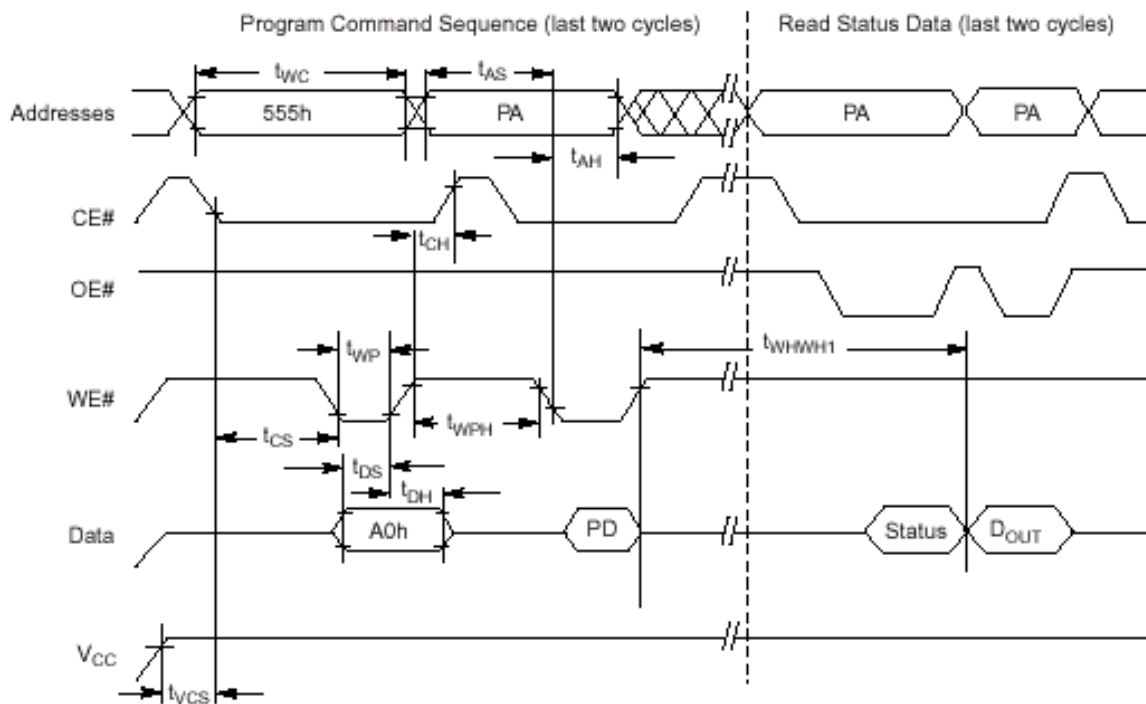 Program Command Sequence (last two cycles) Read Status Data (last two cycles)
tWC tAS
Addresses 555h PA PA PA
tAH
CE#
tCH
OE#
tWP tWHWH1
WE#
tCS tWPH
tDS
tDH
Data A0h PD Status DOUT
VCC
tVCS